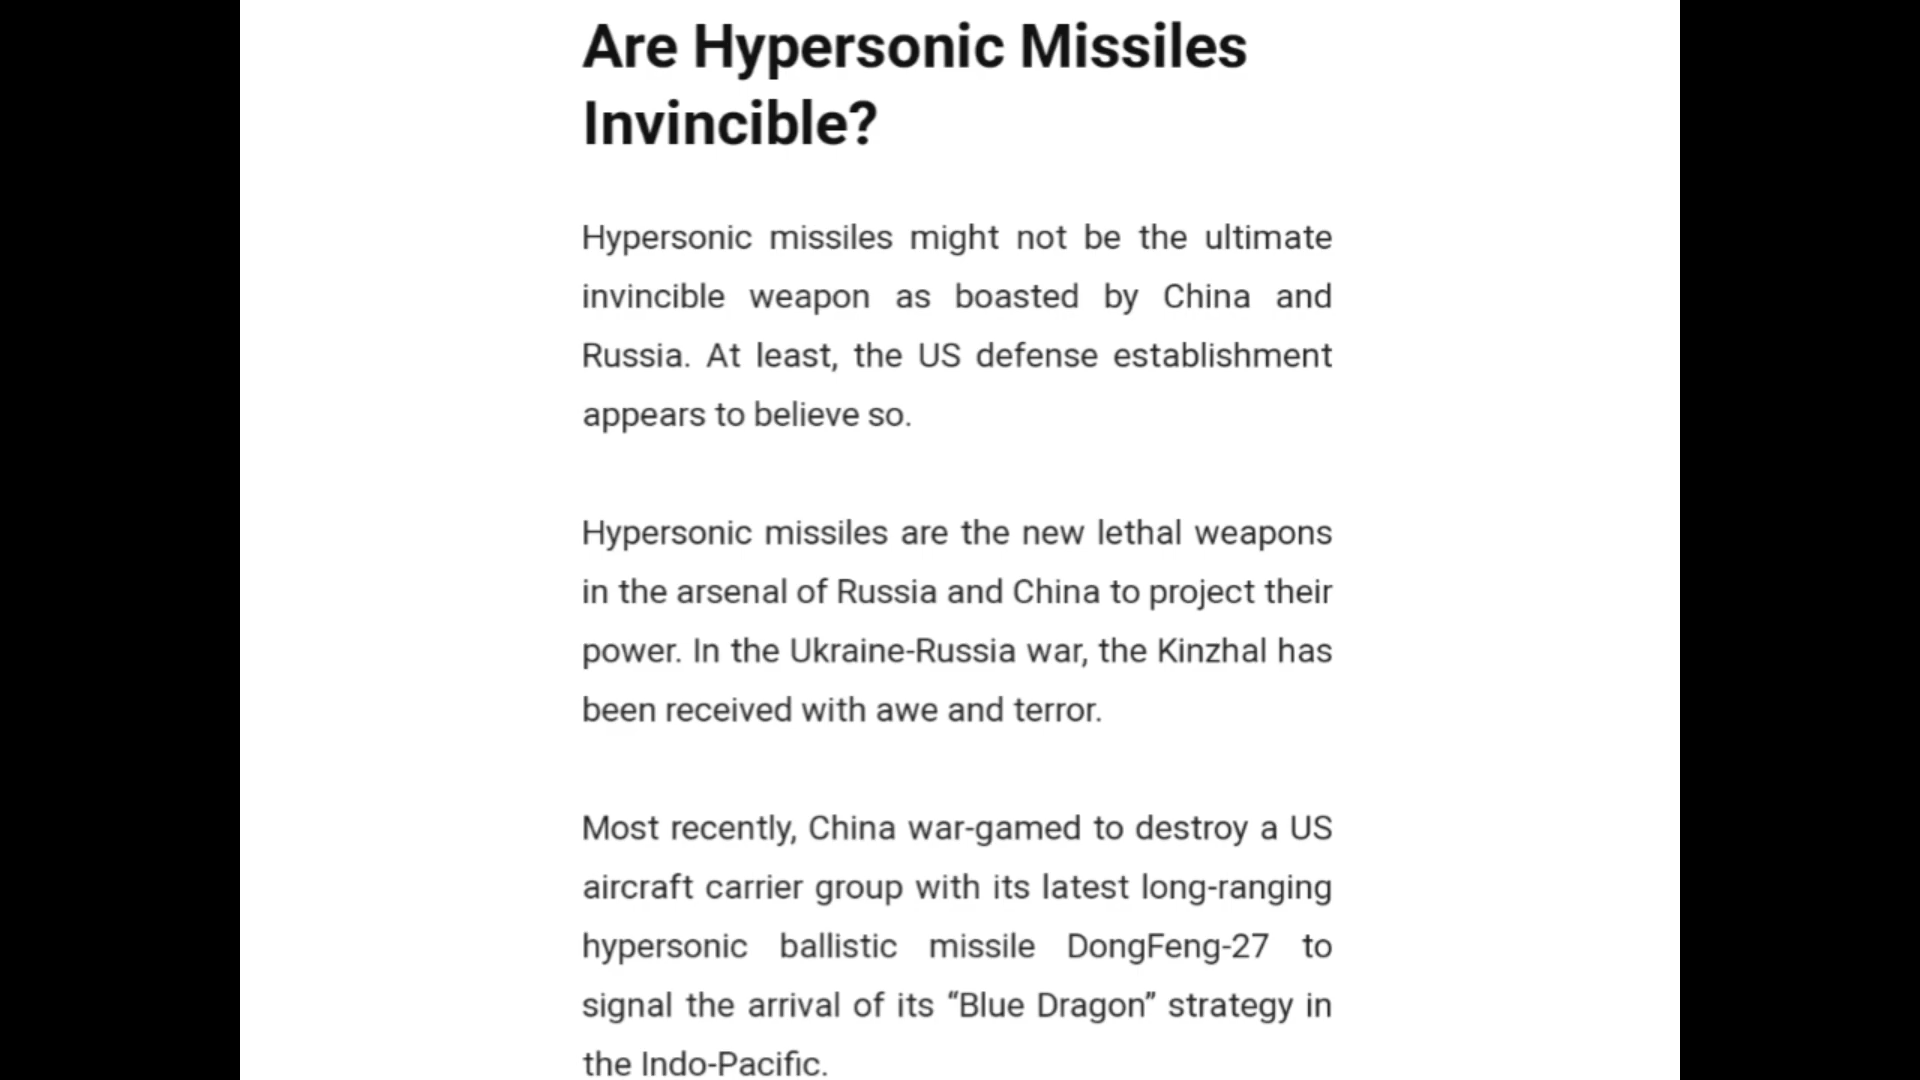 Are Hypersonic Missiles
Invincible?
Hypersonic missiles might not be the ultimate
invincible weapon as boasted by China and
Russia. At least, the US defense establishment
appears to believe so.
Hypersonic missiles are the new lethal weapons
in the arsenal of Russia and China to project their
power. In the Ukraine-Russia war, the Kinzhal has
been received with awe and terror.
Most recently, China war-gamed to destroy a US
aircraft carrier group with its latest long-ranging
hypersonic ballistic missile DongFeng-27 to
signal the arrival of its “Blue Dragon” strategy in
the Indo-Pacific.